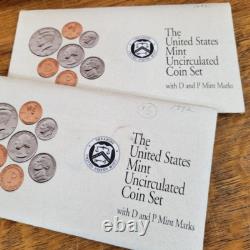 The
United States
Mint
Uncirculated
Coin Set
with D and P Mint Marks
The
United States
Mint
Uncirculated
Coin Set
with D and P Mint Marks